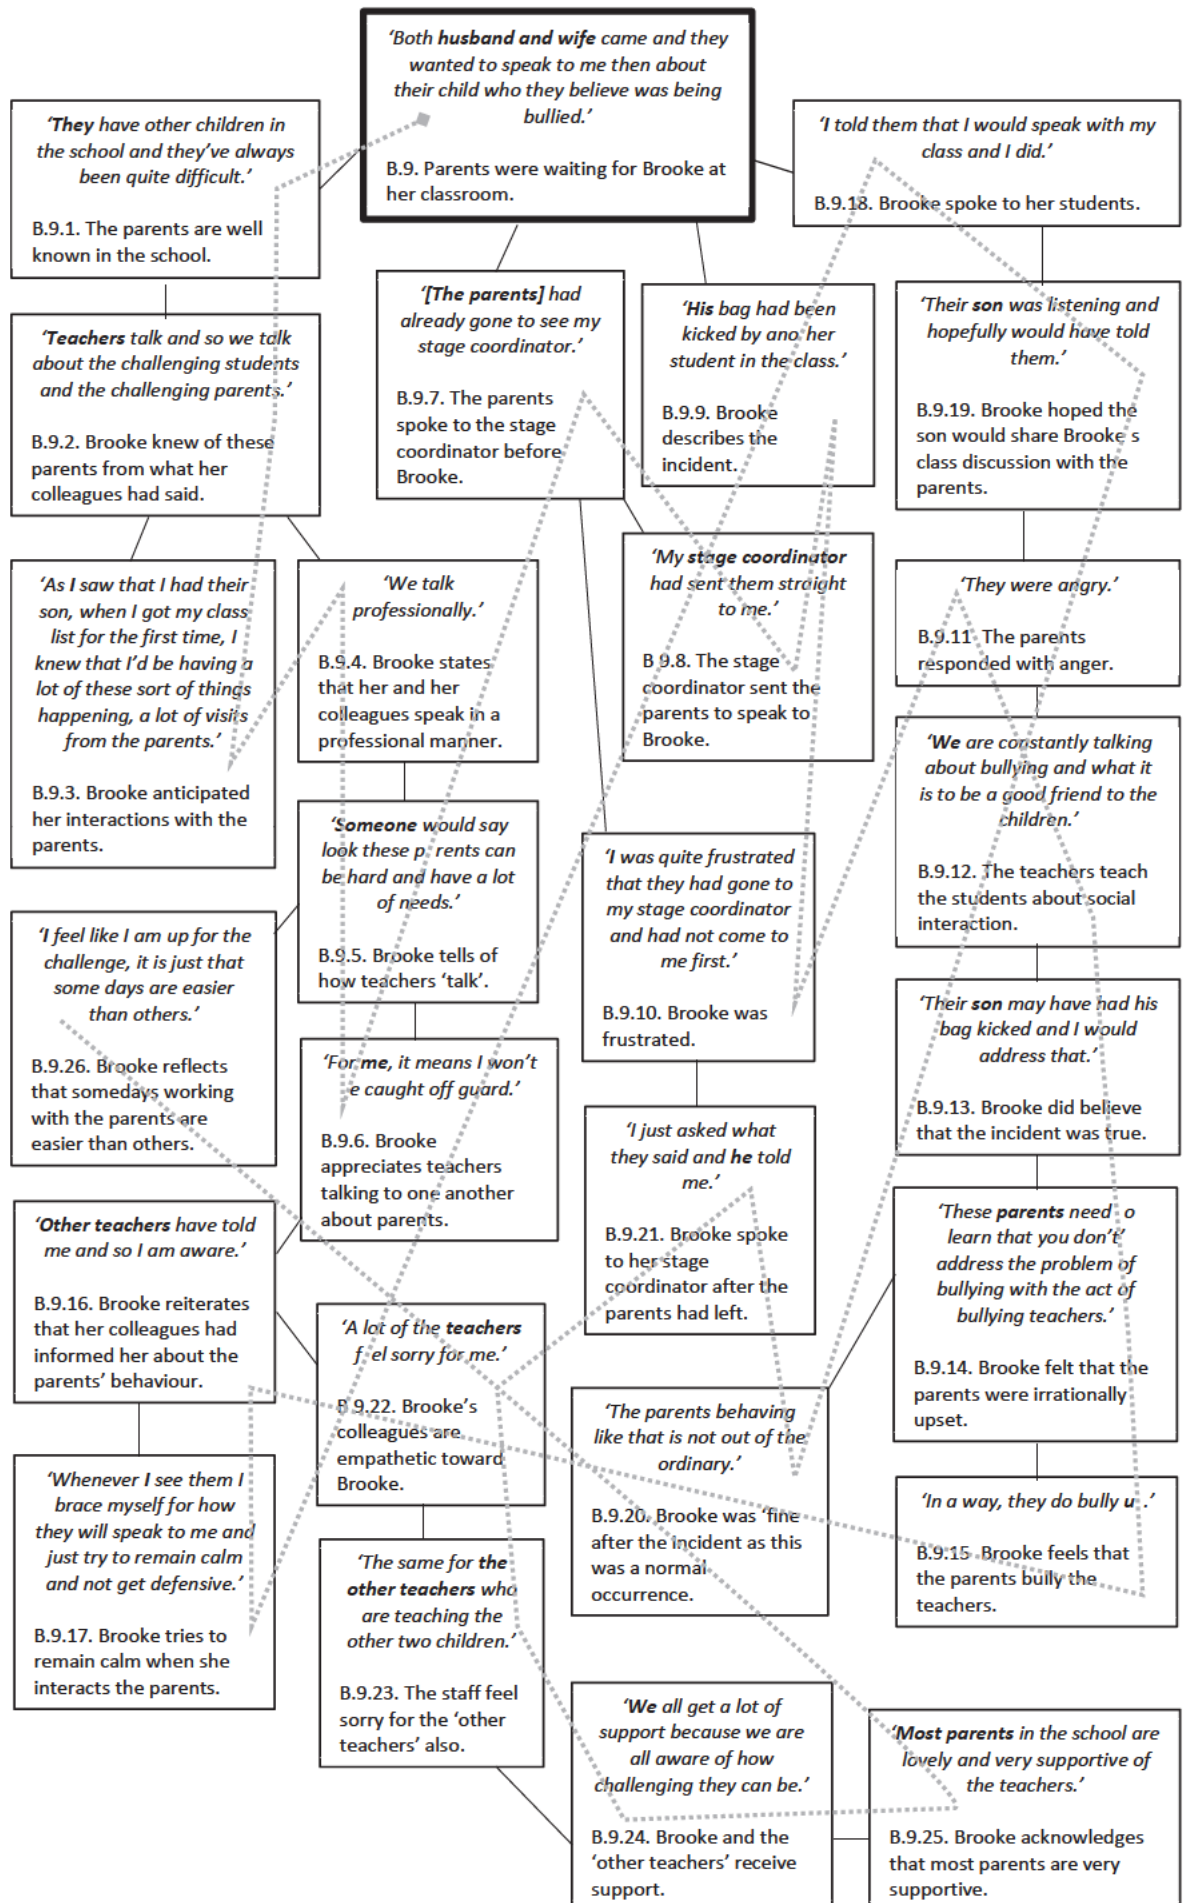 ‘Both husband and wife came and they
wanted to speak to me then about
their child who they believe was being
bullied.’
B.9. Parents were waiting for Brooke at
her classroom.
‘They have other children in
the school and they’ve always
been quite difficult.’
B.9.1. The parents are well
known in the school.
‘I told them that I would speak with my
class and I did.’
B.9.18. Brooke spoke to her students.
‘[The parents] had
already gone to see my
stage coordinator.’
B.9.7. The parents
spoke to the stage
coordinator before
Brooke.
‘His bag had been
kicked by ano her
student in the class.’
B.9.9. Brooke
describes the
incident.
‘Their son was listening and
hopefully would have told
them.’
B.9.19. Brooke hoped the
son would share Brooke s
class discussion with the
parents.
‘Teachers talk and so we talk
about the challenging students
and the challenging parents.’
B.9.2. Brooke knew of these
parents from what her
colleagues had said.
‘As I saw that I had their
son, when I got my class
list for the first time, I
knew that I’d be having a
lot of these sort of things
happening, a lot of visits
from the parents.’
B.9.3. Brooke anticipated
her interactions with the
parents.
‘We talk
professionally.’
B.9.4. Brooke states
that her and her
colleagues speak in a
professional manner.
‘My stage coordinator
had sent them straight
to me.’
B 9.8. The stage
coordinator sent the
parents to speak to
Brooke.
‘They were angry.’
B.9.11. The parents
responded with anger.
‘We are constantly talking
about bullying and what it
is to be a good friend to the
children.’
B.9.12. The teachers teach
the students about social
interaction.
‘Someone would say
look these p rents can
be hard and have a lot
of needs.’
B.9.5. Brooke tells of
how teachers ‘talk’.
‘I was quite frustrated
that they had gone to
my stage coordinator
and had not come to
me first.’
B.9.10. Brooke was
frustrated.
‘I feel like I am up for the
challenge, it is just that
some days are easier
than others.’
B.9.26. Brooke reflects
that somedays working
with the parents are
easier than others.
‘Their son may have had his
bag kicked and I would
address that.’
B.9.13. Brooke did believe
that the incident was true.
‘For me, it means I won’t
e caught off guard.’
B.9.6. Brooke
appreciates teachers
talking to one another
about parents.
‘I just asked what
they said and he told
me.’
B.9.21. Brooke spoke
to her stage
coordinator after the
parents had left.
‘These parents need o
learn that you don’t’
address the problem of
bullying with the act of
bullying teachers.’
B.9.14. Brooke felt that the
parents were irrationally
upset.
‘Other teachers have told
me and so I am aware.’
B.9.16. Brooke reiterates
that her colleagues had
informed her about the
parents’ behaviour.
‘A lot of the teachers
f el sorry for me.’
B 9.22. Brooke’s
colleagues are
empathetic toward
Brooke.
‘The parents behaving
like that is not out of the
ordinary.’
B.9.20. Brooke was ‘fine
after the incident as this
was a normal
occurrence.
‘Whenever I see them I
brace myself for how
they will speak to me and
just try to remain calm
and not get defensive.’
B.9.17. Brooke tries to
remain calm when she
interacts the parents.
‘In a way, they do bully u .’
B.9.15. Brooke feels that
the parents bully the
teachers.
‘The same for the
other teachers who
are teaching the
other two children.’
B.9.23. The staff feel
sorry for the ‘other
teachers’ also.
‘We all get a lot of
support because we are
all aware of how
challenging they can be.’
B.9.24. Brooke and the
‘other teachers’ receive
support.
‘Most parents in the school are
lovely and very supportive of
the teachers.’
B.9.25. Brooke acknowledges
that most parents are very
supportive.